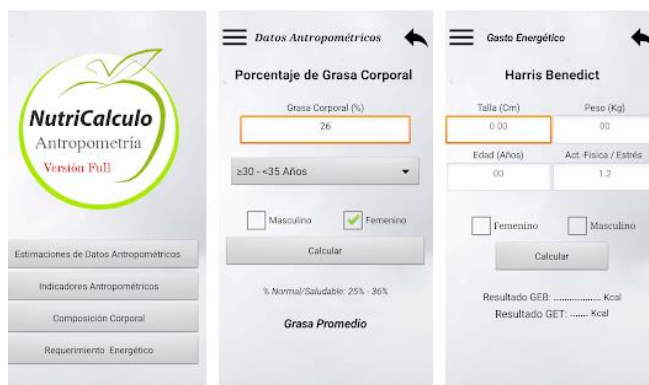 NutriCalculo
Antropometría
Versión Full
Estimaciones de Datos Antropométricos
Indicadores Antropométricos
Composición Corporal
Requerimiento Energético
Datos Antropométricos
Porcentaje de Grasa Corporal
Grasa Corporal (%)
26
≥30 - <35 Años
Masculino Femenino
Calcular
% Normal/Saludable: 25% - 36%
Grasa Promedio
Gasto Energético
Harris Benedict
Talla (Cm) Peso (Kg)
0.00 00
Edad (Años) Act.-Física / Estrés
00 1.2
Femenino Masculino
Calcular
Resultado GEB: .................. Kcal
Resultado GET: ....... Kcal